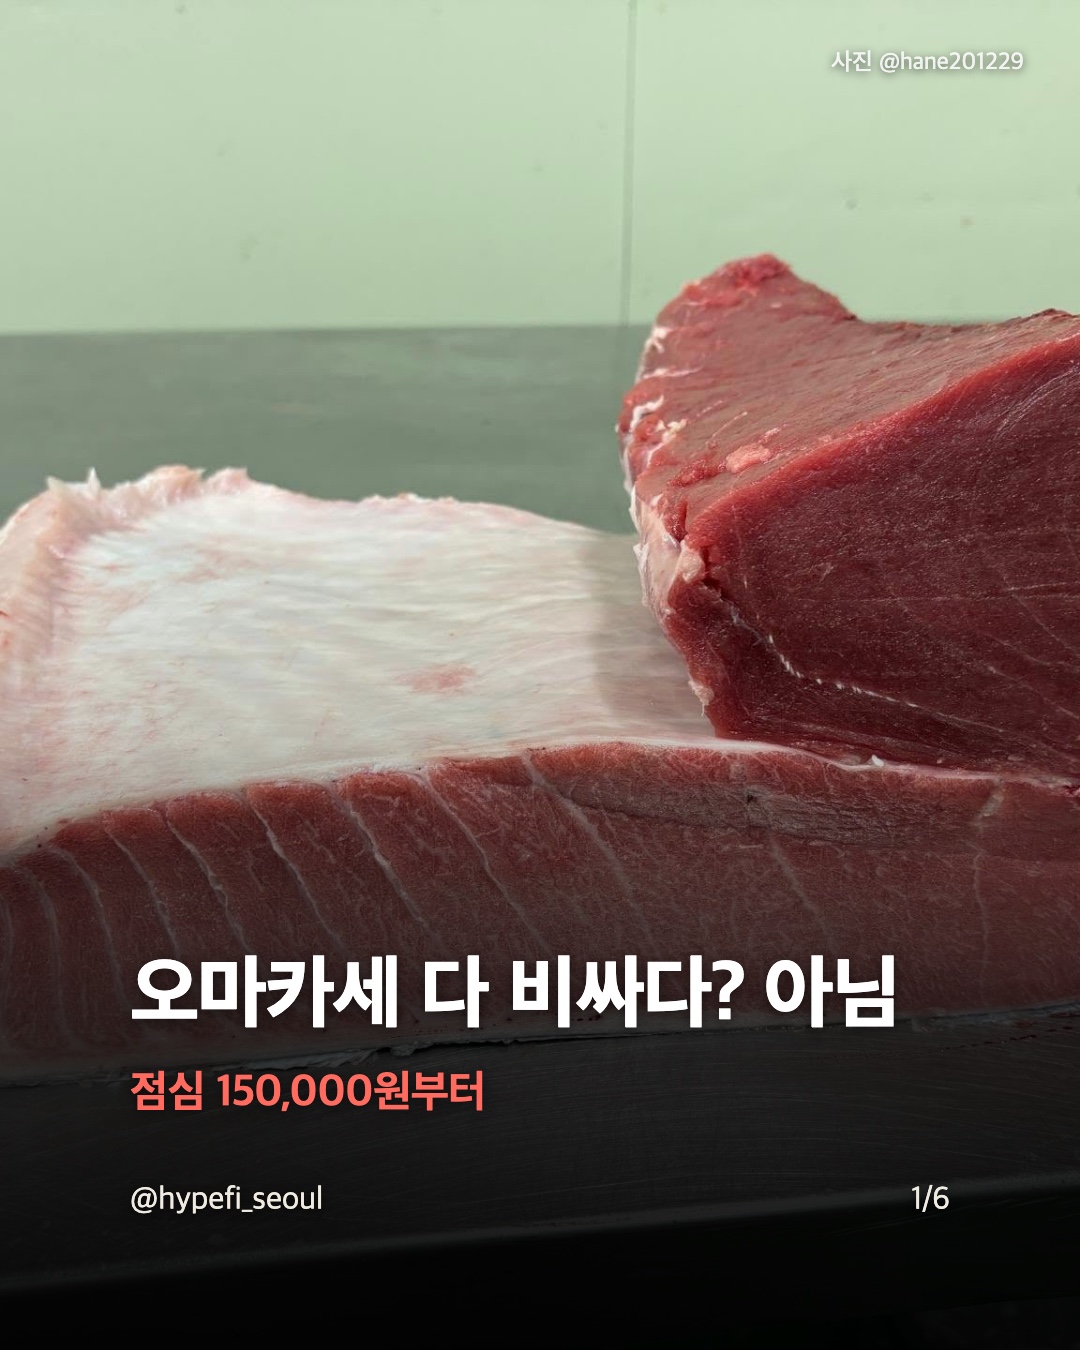 사진 @hane201229
오마카세 다 비싸다? 아님
점심 150,000원부터
@hypefi_seoul
1/6